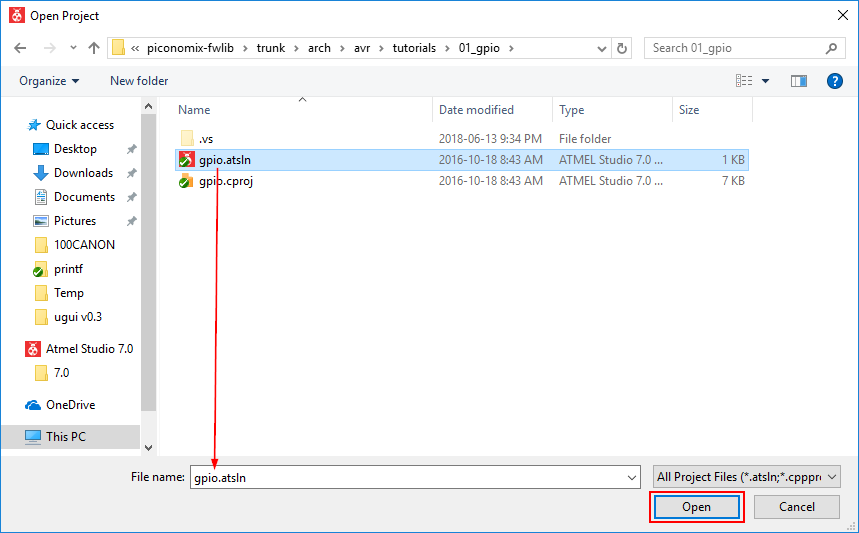 Open Project
« piconomix-fwlib › trunk › arch › avr › tutorials › 01_gpio ›
Search 01_gpio
Organize
New folder
Name Date modified Type Size
Quick access
Desktop
Downloads
Documents
Pictures
100CANON
printf
Temp
ugui v0.3
Atmel Studio 7.0
7.0
OneDrive
This PC
.vs 2018-06-13 9:34 PM File folder
gpio.atsln 2016-10-18 8:43 AM ATMEL Studio 7.0 ... 1 KB
gpio.cproj 2016-10-18 8:43 AM ATMEL Studio 7.0 ... 7 KB
File name: gpio.atsln
All Project Files (*.atsln;*.cpppro
Open Cancel